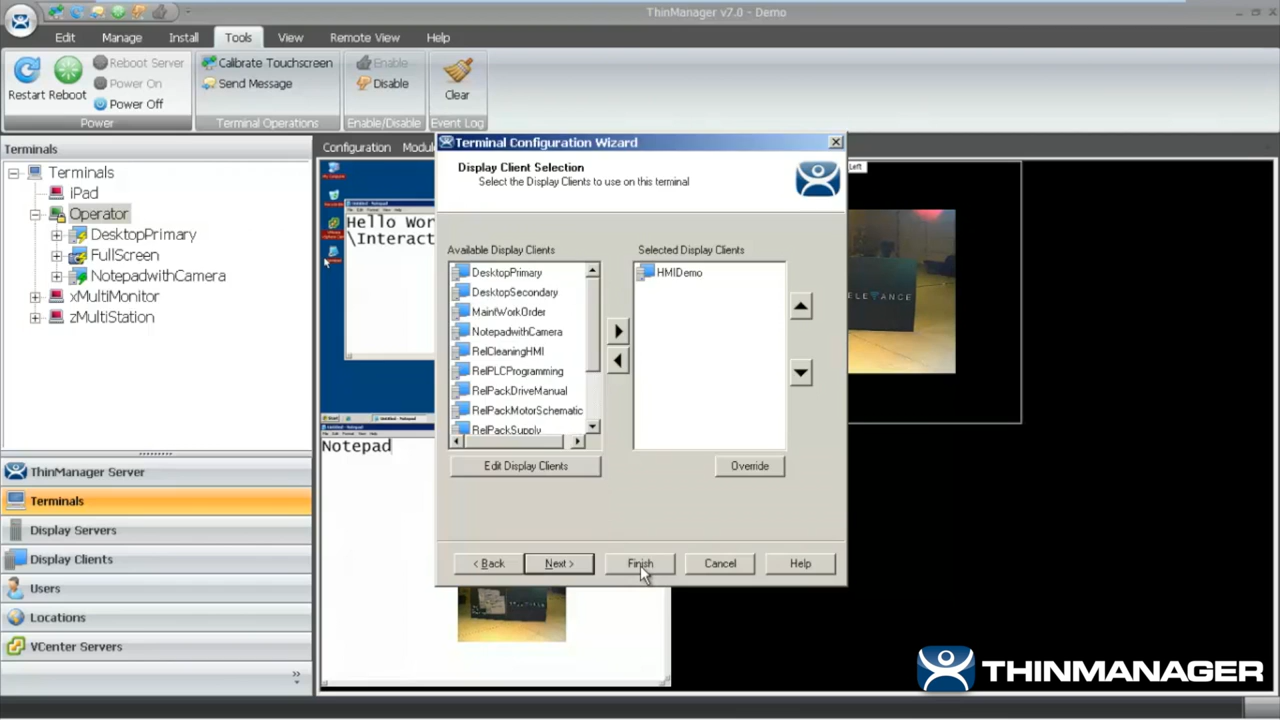 ThinManager v7.0 - Demo
Edit Manage Install Tools View Remote View Help
Restart Reboot
Reboot Server
Power On
Power Off
Power
Calibrate Touchscreen
Send Message
Terminal Operations
Enable
Disable
Enable/Disable
Clear
Event Log
Terminals
Terminals
iPad
Operator
DesktopPrimary
FullScreen
NotepadwithCamera
xMultiMonitor
zMultiStation
ThinManager Server
Terminals
Display Servers
Display Clients
Users
Locations
VCenter Servers
Configuration Modul
Hello Wor
\Interact
Notepad
Terminal Configuration Wizard
Display Client Selection
Select the Display Clients to use on this terminal
Available Display Clients
DesktopPrimary
DesktopSecondary
MaintWorkOrder
NotepadwithCamera
RelCleaningHMI
RelPLCProgramming
RelPackDriveManual
RelPackMotorSchematic
RelPackSupply
Edit Display Clients
Selected Display Clients
HMIDemo
Override
< Back Next > Finish Cancel Help
Left
ELEVANCE
THINMANAGER